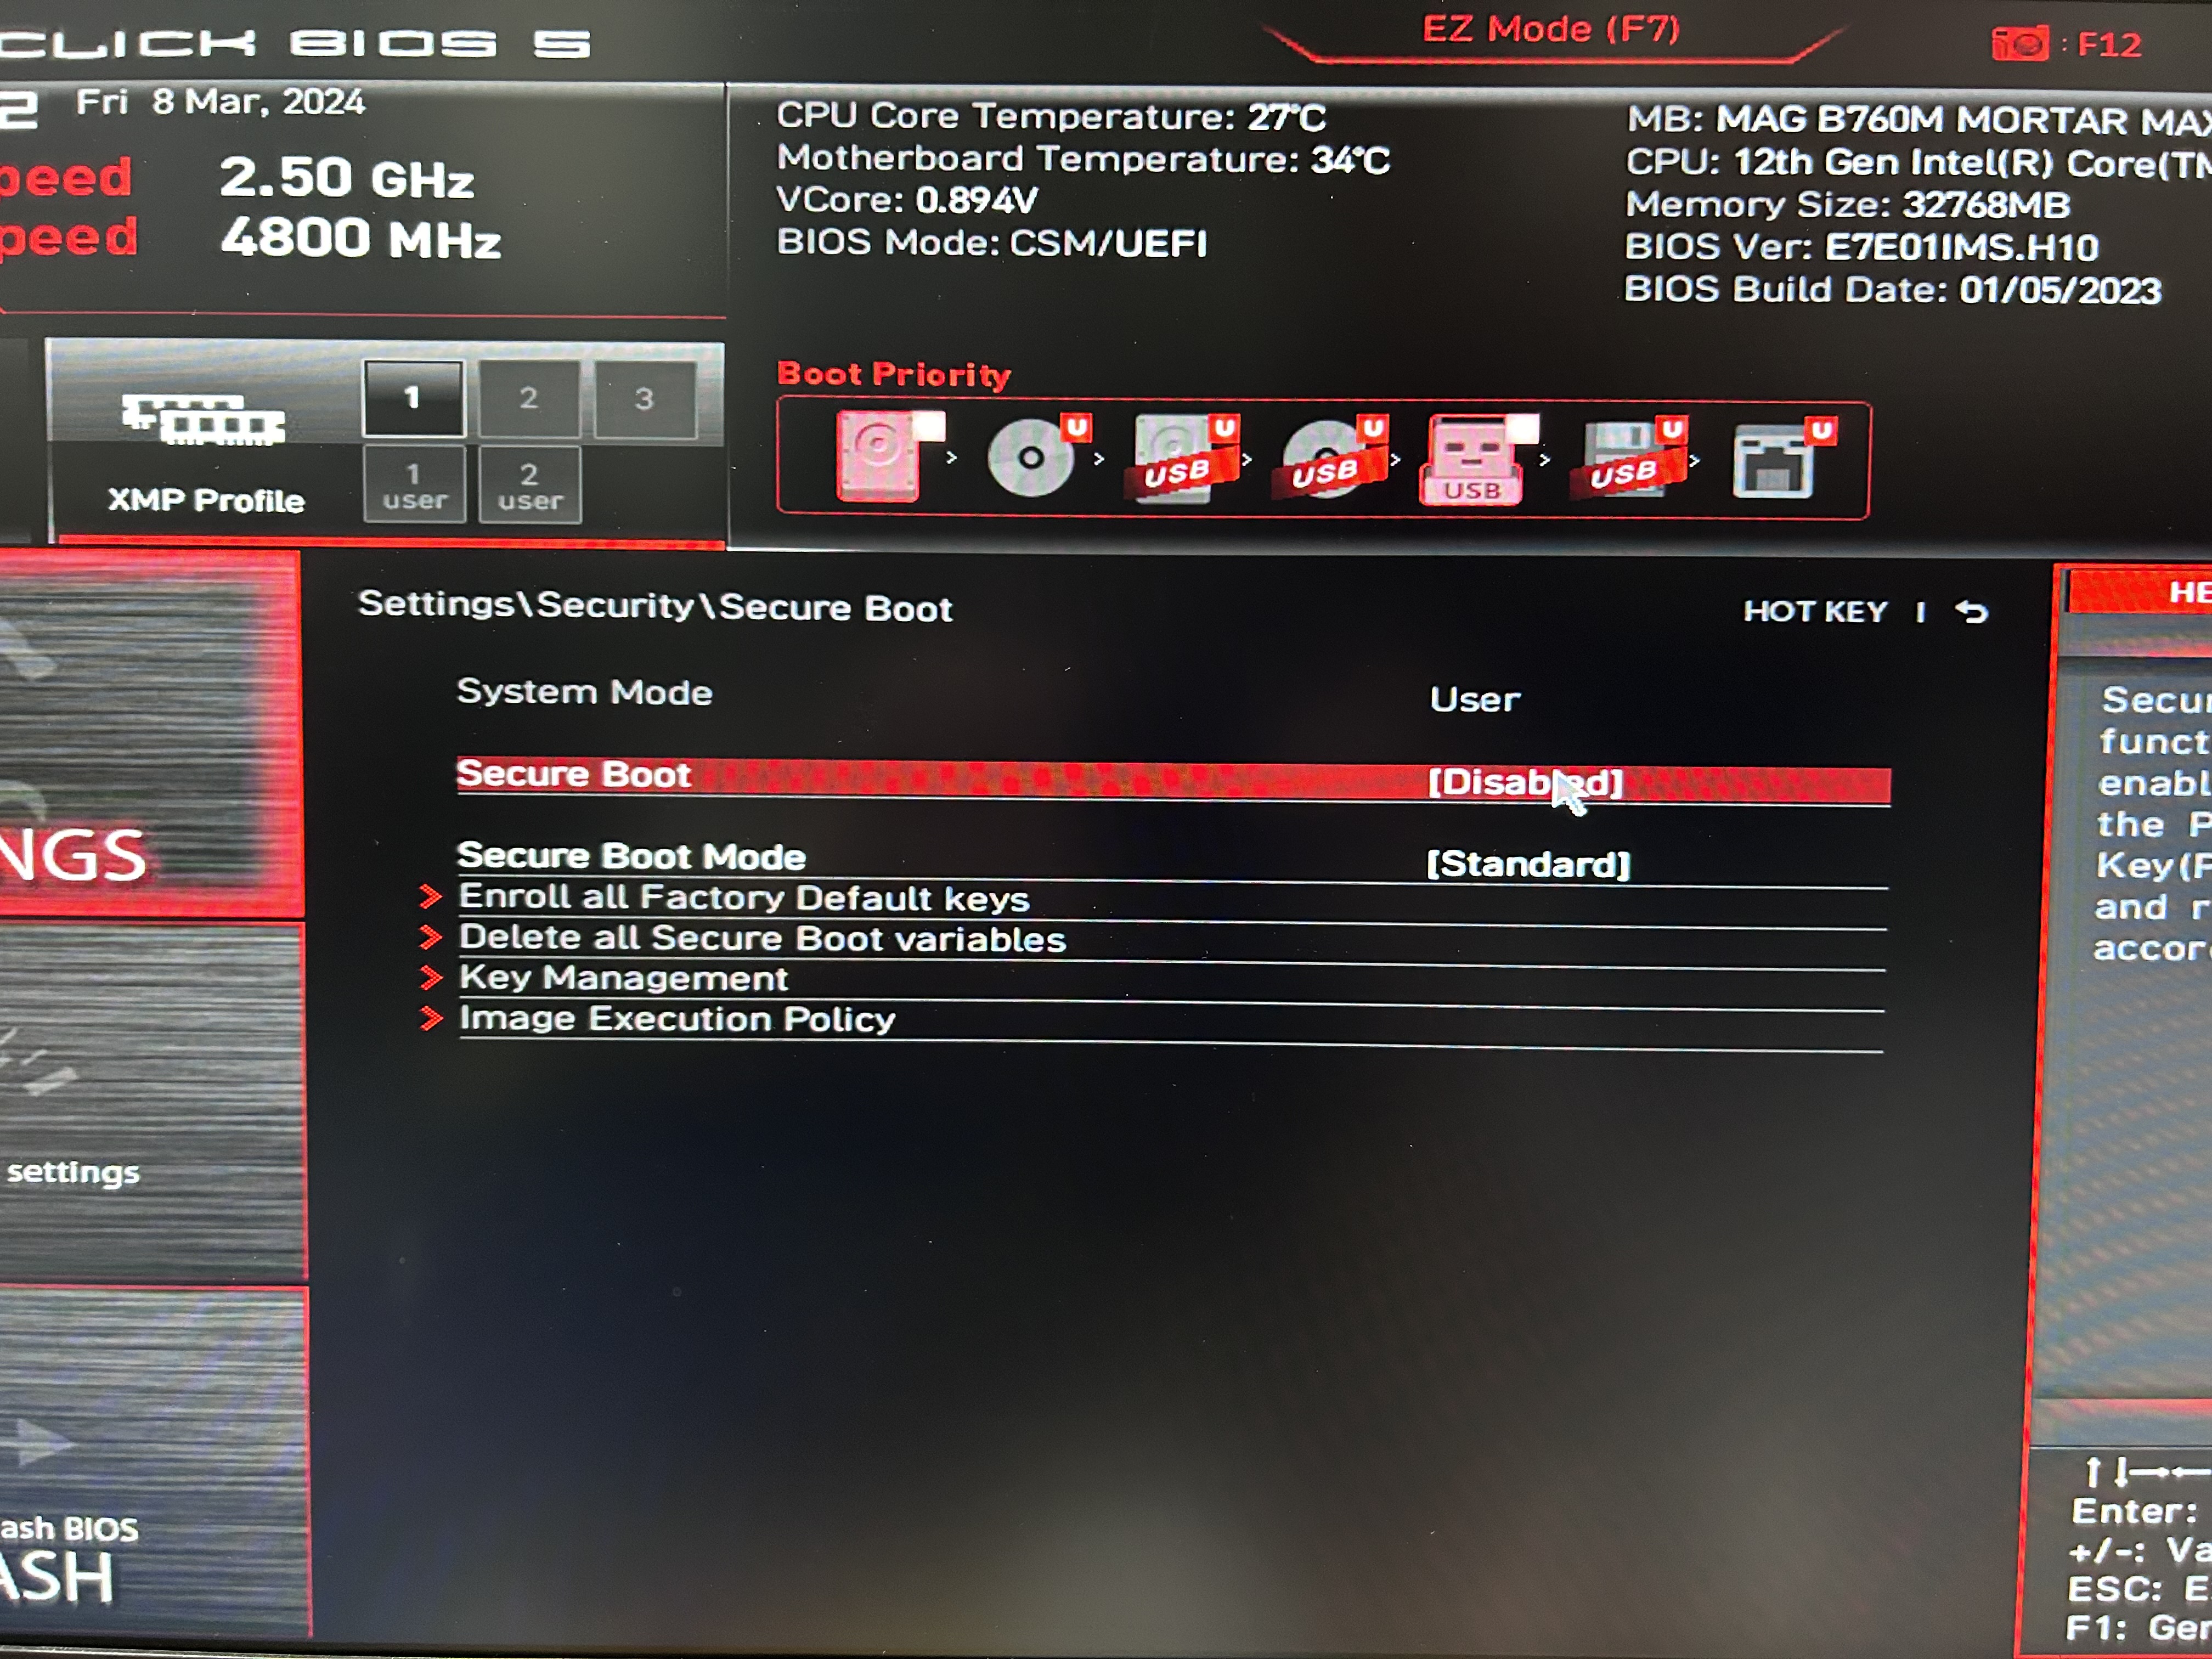 CLICK BIOS 5
EZ Mode (F7)
: F12
2 Fri 8 Mar, 2024
peed 2.50 GHz
peed 4800 MHz
CPU Core Temperature: 27°C
Motherboard Temperature: 34°C
VCore: 0.894V
BIOS Mode: CSM/UEFI
MB: MAG B760M MORTAR MAX
CPU: 12th Gen Intel(R) Core(TM
Memory Size: 32768MB
BIOS Ver: E7E01IMS.H10
BIOS Build Date: 01/05/2023
XMP Profile
1 2 3
1 user
2 user
Boot Priority
U U USB U USB USB U USB U
Settings\Security\Secure Boot
HOT KEY |
System Mode User
Secure Boot [Disabled]
Secure Boot Mode [Standard]
> Enroll all Factory Default keys
> Delete all Secure Boot variables
> Key Management
> Image Execution Policy
NGS
settings
ash BIOS
ASH
HE
Secur
funct
enabl
the P
Key(P
and r
accor
Enter:
+/-: Va
ESC: E
F1: Gen